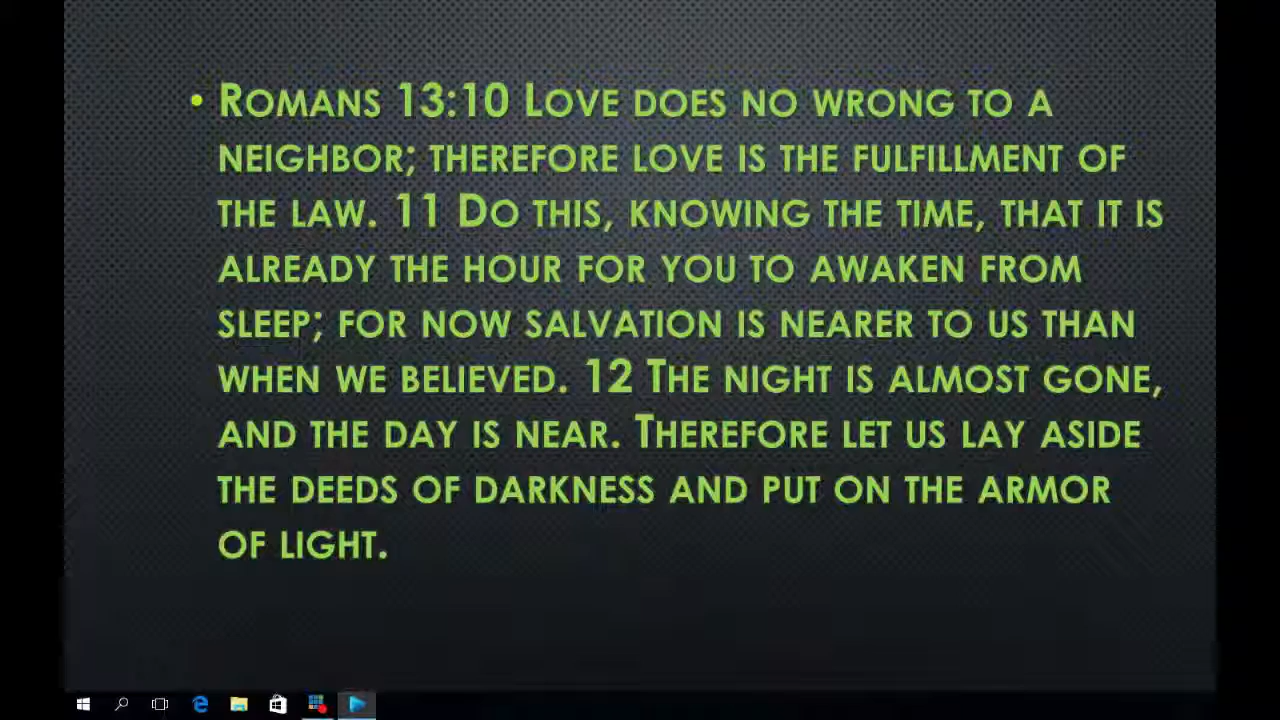 • Romans 13:10 Love does no wrong to a
neighbor; therefore love is the fulfillment of
the law. 11 Do this, knowing the time, that it is
already the hour for you to awaken from
sleep; for now salvation is nearer to us than
when we believed. 12 The night is almost gone,
and the day is near. Therefore let us lay aside
the deeds of darkness and put on the armor
of light.